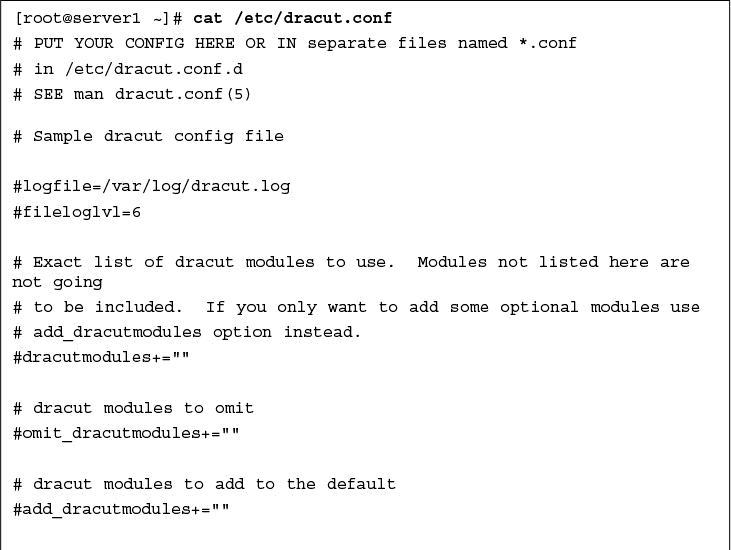 [root@server1 ~]# cat /etc/dracut.conf
# PUT YOUR CONFIG HERE OR IN separate files named *.conf
# in /etc/dracut.conf.d
# SEE man dracut.conf(5)
# Sample dracut config file
#logfile=/var/log/dracut.log
#fileloglvl=6
# Exact list of dracut modules to use.  Modules not listed here are
not going
# to be included.  If you only want to add some optional modules use
# add_dracutmodules option instead.
#dracutmodules+=""
# dracut modules to omit
#omit_dracutmodules+=""
# dracut modules to add to the default
#add_dracutmodules+=""